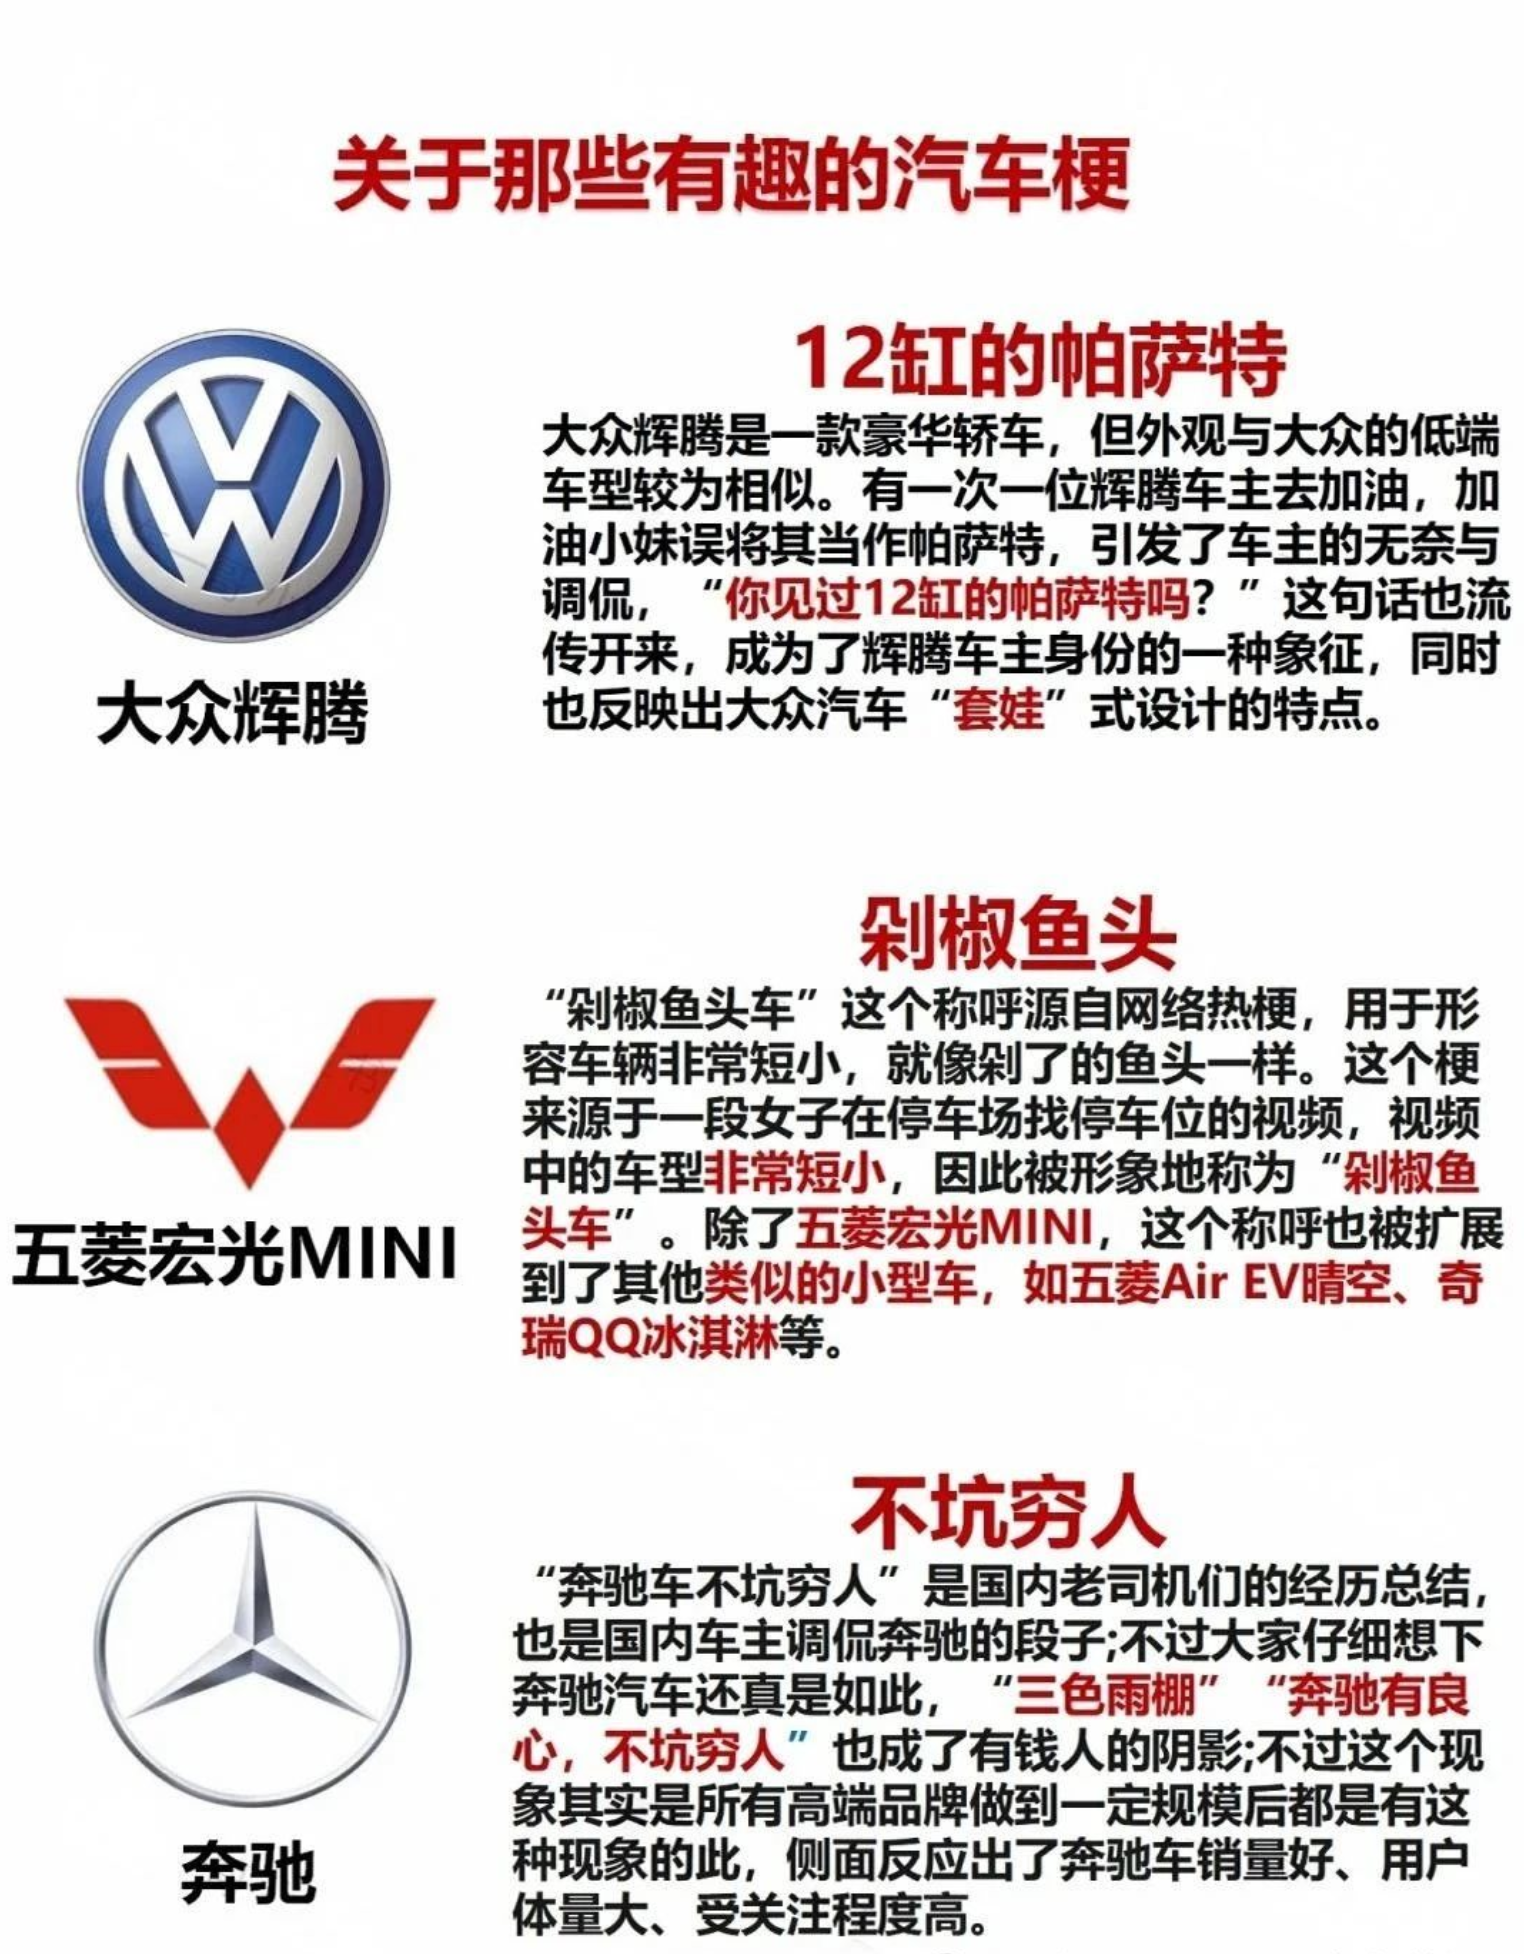 关于那些有趣的汽车梗
12缸的帕萨特
大众辉腾是一款豪华轿车，但外观与大众的低端
车型较为相似。有一次一位辉腾车主去加油，加
油小妹误将其当作帕萨特，引发了车主的无奈与
调侃，“你见过12缸的帕萨特吗？”这句话也流
传开来，成为了辉腾车主身份的一种象征，同时
也反映出大众汽车“套娃”式设计的特点。
大众辉腾
剁椒鱼头
“剁椒鱼头车”这个称呼源自网络热梗，用于形
容车辆非常短小，就像剁了的鱼头一样。这个梗
来源于一段女子在停车场找停车位的视频，视频
中的车型非常短小，因此被形象地称为“剁椒鱼
头车”。除了五菱宏光MINI，这个称呼也被扩展
到了其他类似的小型车，如五菱Air EV晴空、奇
瑞QQ冰淇淋等。
五菱宏光MINI
不坑穷人
“奔驰车不坑穷人”是国内老司机们的经历总结，
也是国内车主调侃奔驰的段子;不过大家仔细想下
奔驰汽车还真是如此，“三色雨棚”“奔驰有良
心，不坑穷人”也成了有钱人的阴影;不过这个现
象其实是所有高端品牌做到一定规模后都是有这
种现象的此，侧面反应出了奔驰车销量好、用户
体量大、受关注程度高。
奔驰